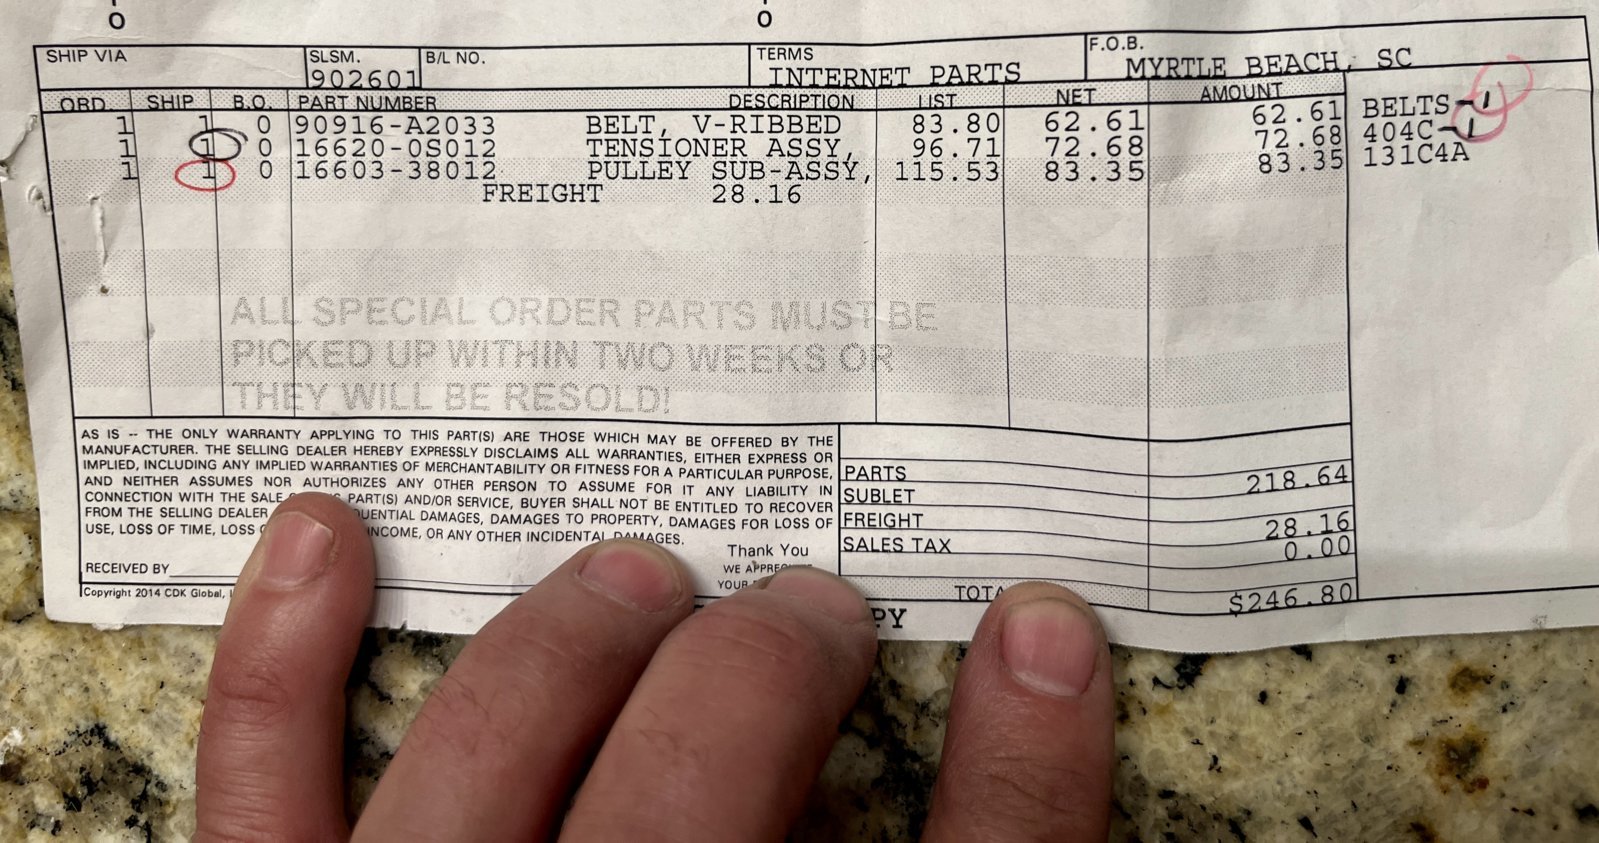 SHIP VIA SLSM. B/L NO. TERMS F.O.B.
902601 INTERNET PARTS MYRTLE BEACH, SC
ORD. SHIP B.O. PART NUMBER DESCRIPTION LIST NET AMOUNT
1 1 0 90916-A2033 BELT, V-RIBBED 83.80 62.61 62.61 BELTS-1
1 1 0 16620-0S012 TENSIONER ASSY, 96.71 72.68 72.68 404C-1
1 1 0 16603-38012 PULLEY SUB-ASSY, 115.53 83.35 83.35 131C4A
FREIGHT 28.16
ALL SPECIAL ORDER PARTS MUST BE
PICKED UP WITHIN TWO WEEKS OR
THEY WILL BE RESOLD!
AS IS -- THE ONLY WARRANTY APPLYING TO THIS PART(S) ARE THOSE WHICH MAY BE OFFERED BY THE
MANUFACTURER. THE SELLING DEALER HEREBY EXPRESSLY DISCLAIMS ALL WARRANTIES, EITHER EXPRESS OR
IMPLIED, INCLUDING ANY IMPLIED WARRANTIES OF MERCHANTABILITY OR FITNESS FOR A PARTICULAR PURPOSE,
AND NEITHER ASSUMES NOR AUTHORIZES ANY OTHER PERSON TO ASSUME FOR IT ANY LIABILITY IN
CONNECTION WITH THE SALE PART(S) AND/OR SERVICE, BUYER SHALL NOT BE ENTITLED TO RECOVER
FROM THE SELLING DEALER DAMAGES, DAMAGES TO PROPERTY, DAMAGES FOR LOSS OF
USE, LOSS OF TIME, LOSS INCOME, OR ANY OTHER INCIDENTAL DAMAGES.
Thank You
WE
YOUR
RECEIVED BY
Copyright 2014 CDK Global,
PARTS 218.64
SUBLET
FREIGHT 28.16
SALES TAX 0.00
$246.80